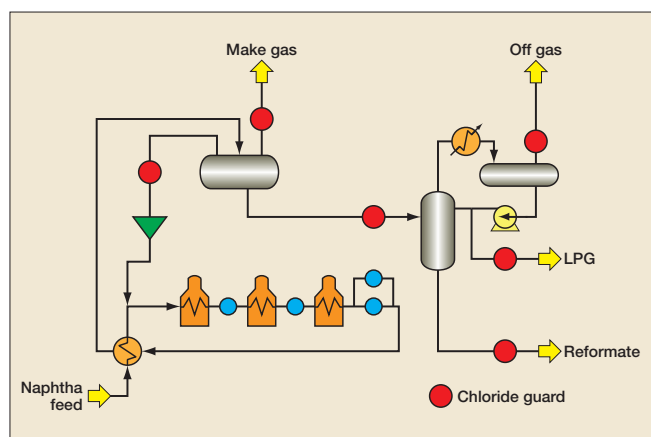 Make gas
Off gas
LPG
Reformate
Naphtha
feed
Chloride guard